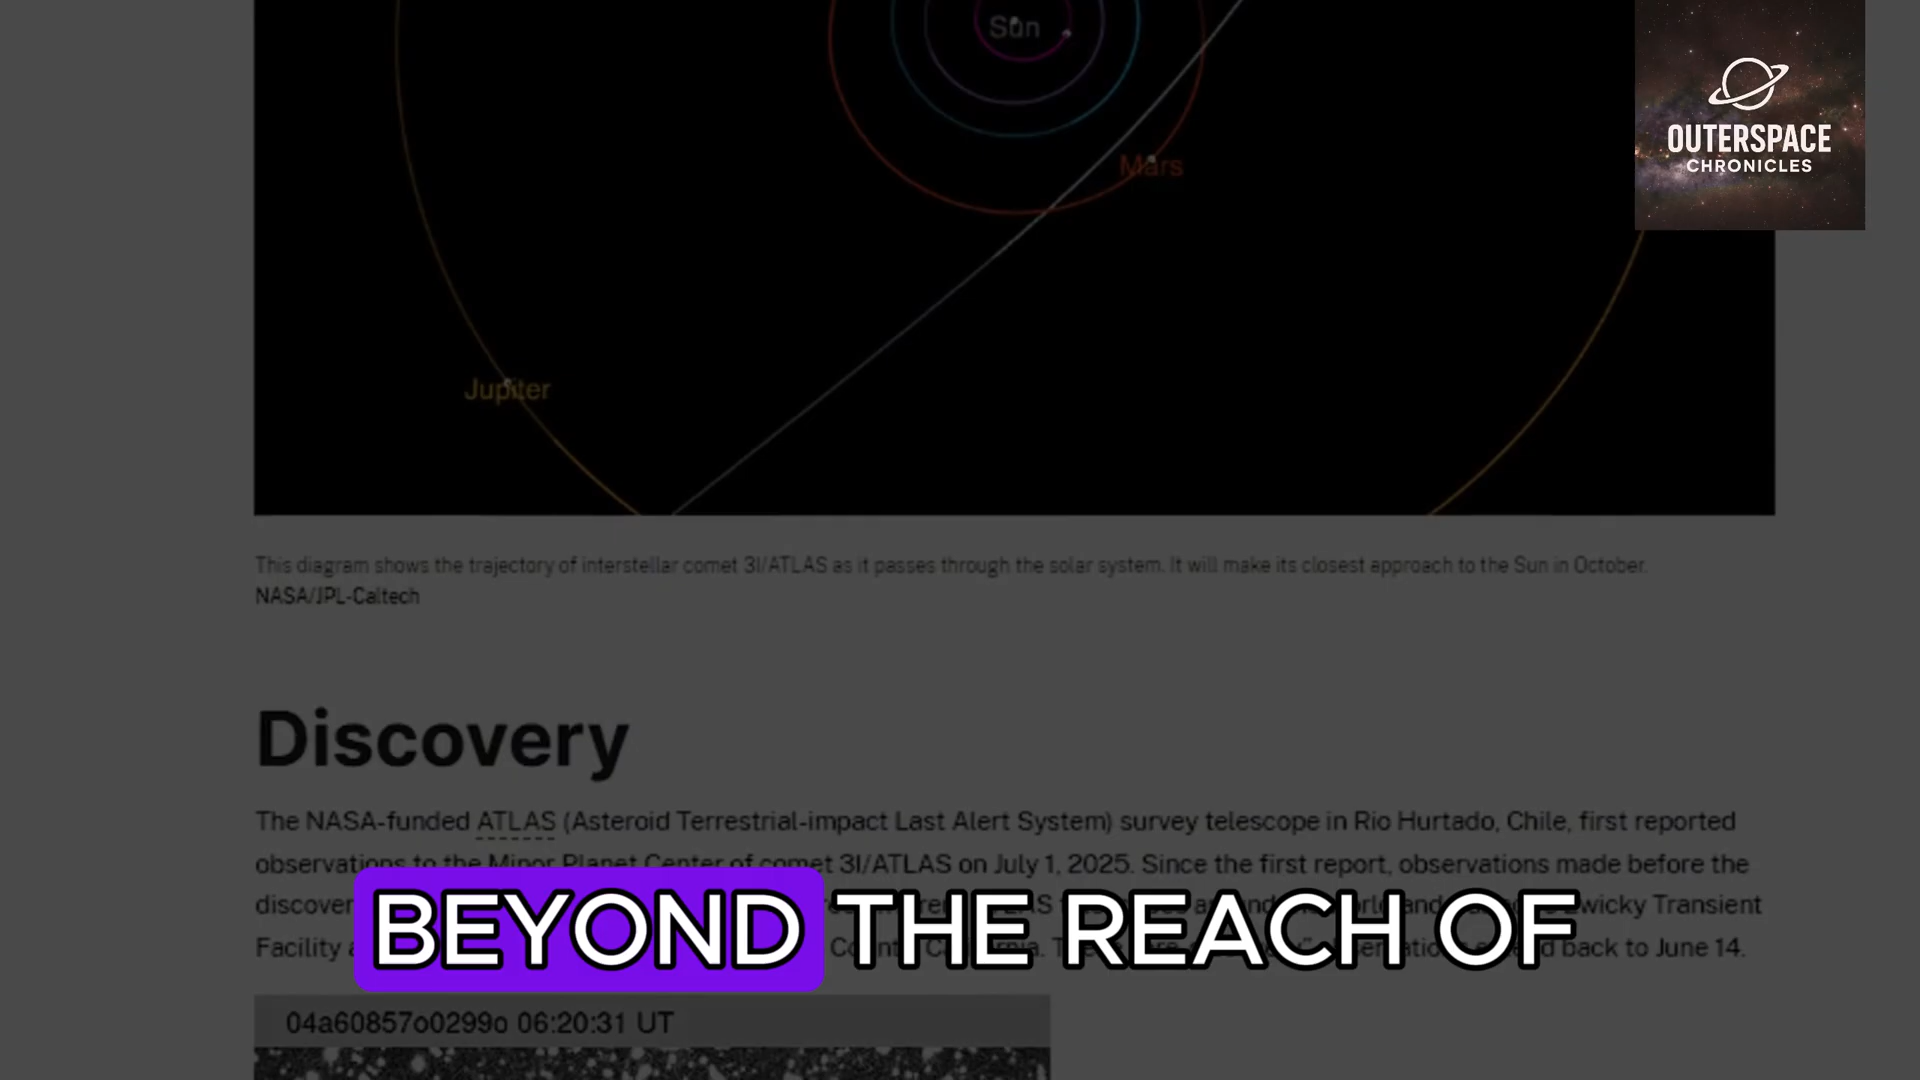 Sun
OUTERSPACE
CHRONICLES
Mars
Jupiter
This diagram shows the trajectory of interstellar comet 3I/ATLAS as it passes through the solar system. It will make its closest approach to the Sun in October.
NASA/JPL-Caltech
Discovery
The NASA-funded ATLAS (Asteroid Terrestrial-impact Last Alert System) survey telescope in Rio Hurtado, Chile, first reported
observations to the Minor Planet Center of comet 3I/ATLAS on July 1, 2025. Since the first report, observations made before the
Transient
Facility back to June 14.
BEYOND THE REACH OF
04a60857o0299o 06:20:31 UT